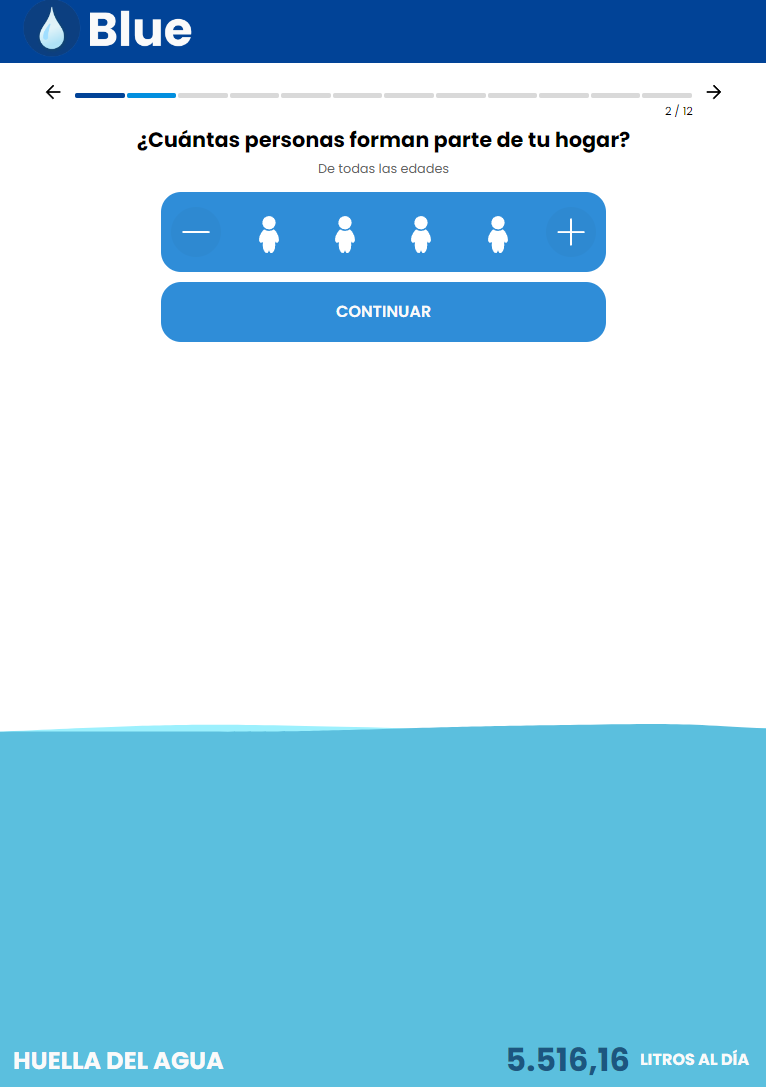 Blue
2 / 12
¿Cuántas personas forman parte de tu hogar?
De todas las edades
CONTINUAR
HUELLA DEL AGUA
5.516,16 LITROS AL DÍA